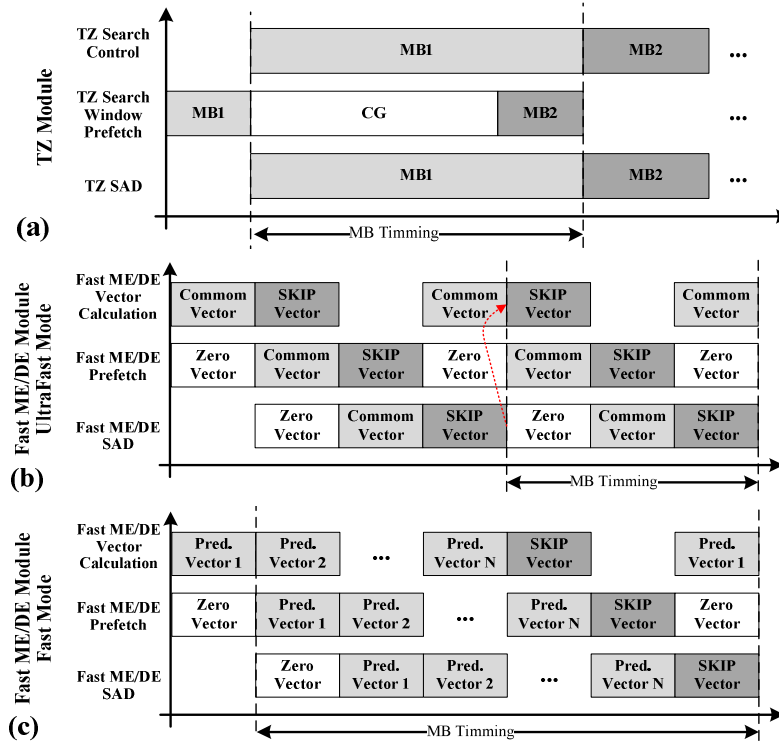 TZ Module
TZ Search
Control
MB1
MB2
...
TZ Search
Window
Prefetch
MB1
CG
MB2
...
TZ SAD
MB1
MB2
...
(a)
MB Timming
Fast ME/DE Module
UltraFast Mode
Fast ME/DE
Vector
Calculation
Commom
Vector
SKIP
Vector
Commom
Vector
SKIP
Vector
Commom
Vector
Fast ME/DE
Prefetch
Zero
Vector
Commom
Vector
SKIP
Vector
Zero
Vector
Commom
Vector
SKIP
Vector
Zero
Vector
Fast ME/DE
SAD
Zero
Vector
Commom
Vector
SKIP
Vector
Zero
Vector
Commom
Vector
SKIP
Vector
(b)
MB Timming
Fast ME/DE Module
Fast Mode
Fast ME/DE
Vector
Calculation
Pred.
Vector 1
Pred.
Vector 2
...
Pred.
Vector N
SKIP
Vector
Pred.
Vector 1
Fast ME/DE
Prefetch
Zero
Vector
Pred.
Vector 1
Pred.
Vector 2
...
Pred.
Vector N
SKIP
Vector
Zero
Vector
Fast ME/DE
SAD
Zero
Vector
Pred.
Vector 1
Pred.
Vector 2
...
Pred.
Vector N
SKIP
Vector
(c)
MB Timming